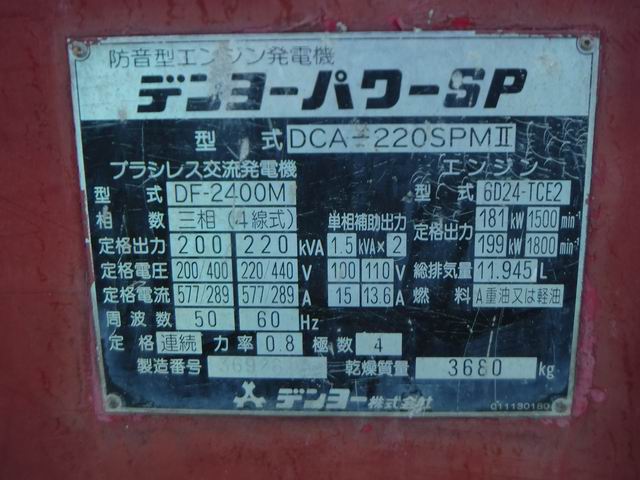 防音型エンジン発電機
デンヨーパワーSP
型式 DCA-220SPMⅡ
ブラシレス交流発電機 エンジン
型式 DF-2400M 型式 6D24-TCE2
相数 三相(4線式) 単相補助出力 定格出力 181 kW 1500 min⁻¹
定格出力 200 220 kVA 1.5 kVA × 2 199 kW 1800 min⁻¹
定格電圧 200/400 220/440 V 100 110 V 総排気量 11.945 L
定格電流 577/289 577/289 A 15 13.6 A 燃料 A重油又は軽油
周波数 50 60 Hz
定格 連続 力率 0.8 極数 4
製造番号 乾燥質量 3680 kg
デンヨー株式会社
011130180